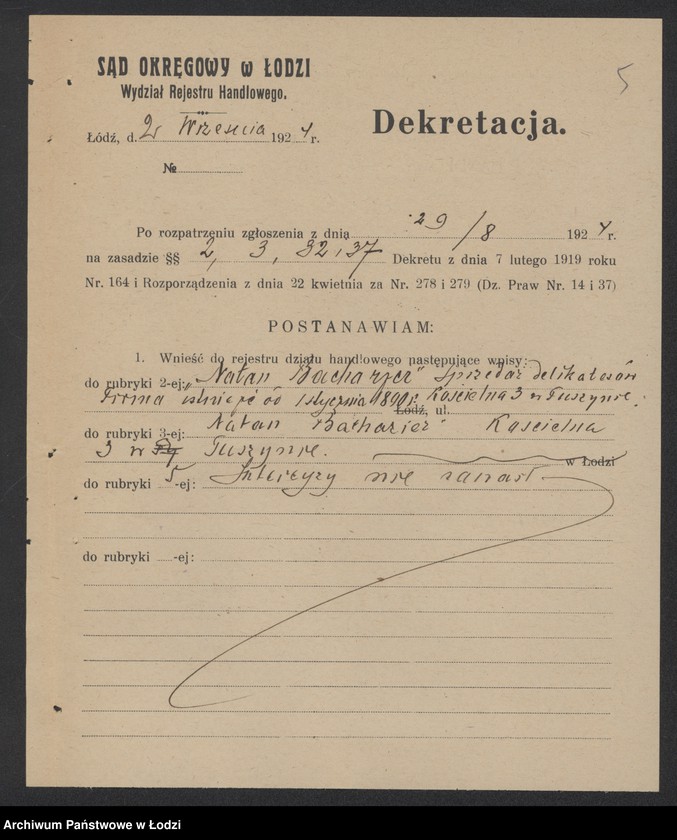 SĄD OKRĘGOWY w ŁODZI
Wydział Rejestru Handlowego.
5
Łódź, d. 2 Września 1924 r.
Dekretacja.
№
Po rozpatrzeniu zgłoszenia z dnia 29/8 1924 r.
na zasadzie §§ 2, 3, 32 i 37 Dekretu z dnia 7 lutego 1919 roku
Nr. 164 i Rozporządzenia z dnia 22 kwietnia za Nr. 278 i 279 (Dz. Praw Nr. 14 i 37)
POSTANAWIAM:
1. Wnieść do rejestru działu handlowego następujące wpisy:
do rubryki 2-ej: „Natan Bacharjer" sprzedaż delikatesów
Firma istnieje od 1 stycznia r. Kościelna 3 w Tuszynie.
Łódź, ul.
do rubryki 3-ej: Natan Bacharier Kościelna
3 w Tuszynie. w Łodzi
do rubryki 5-ej: Intercyzy nie zawarł
do rubryki -ej:
Archiwum Państwowe w Łodzi